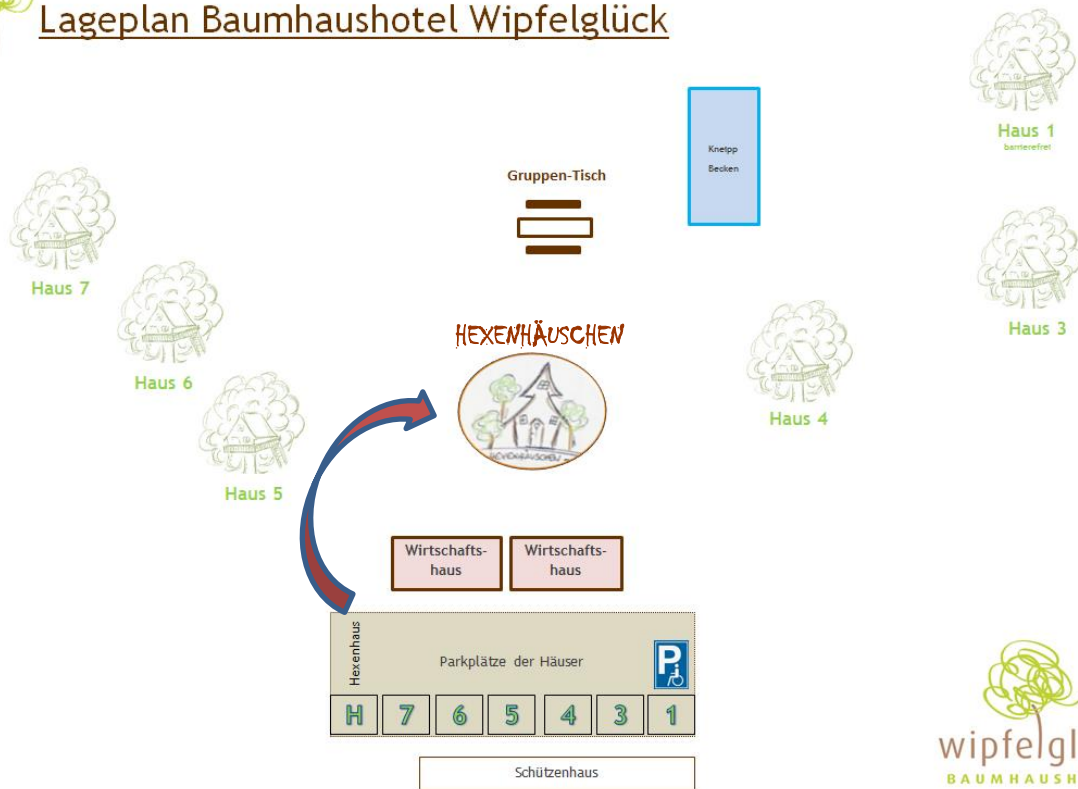 Lageplan Baumhaushotel Wipfelglück
Haus 1
barrierefrei
Kneipp
Becken
Gruppen-Tisch
Haus 7
Haus 3
HEXENHÄUSCHEN
Haus 6
Haus 4
HEXENHÄUSCHEN
Haus 5
Wirtschafts-
haus
Wirtschafts-
haus
Hexenhaus
Parkplätze der Häuser
P
H 7 6 5 4 3 1
Schützenhaus
wipfelgl
BAUMHAUSH